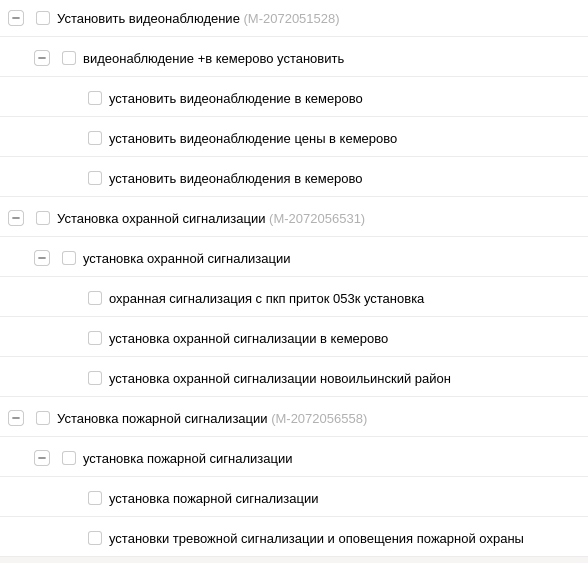 Установить видеонаблюдение (M-2072051528)
видеонаблюдение +в кемерово установить
установить видеонаблюдение в кемерово
установить видеонаблюдение цены в кемерово
установить видеонаблюдения в кемерово
Установка охранной сигнализации (M-2072056531)
установка охранной сигнализации
охранная сигнализация с пкп приток 053к установка
установка охранной сигнализации в кемерово
установка охранной сигнализации новоильинский район
Установка пожарной сигнализации (M-2072056558)
установка пожарной сигнализации
установка пожарной сигнализации
установки тревожной сигнализации и оповещения пожарной охраны